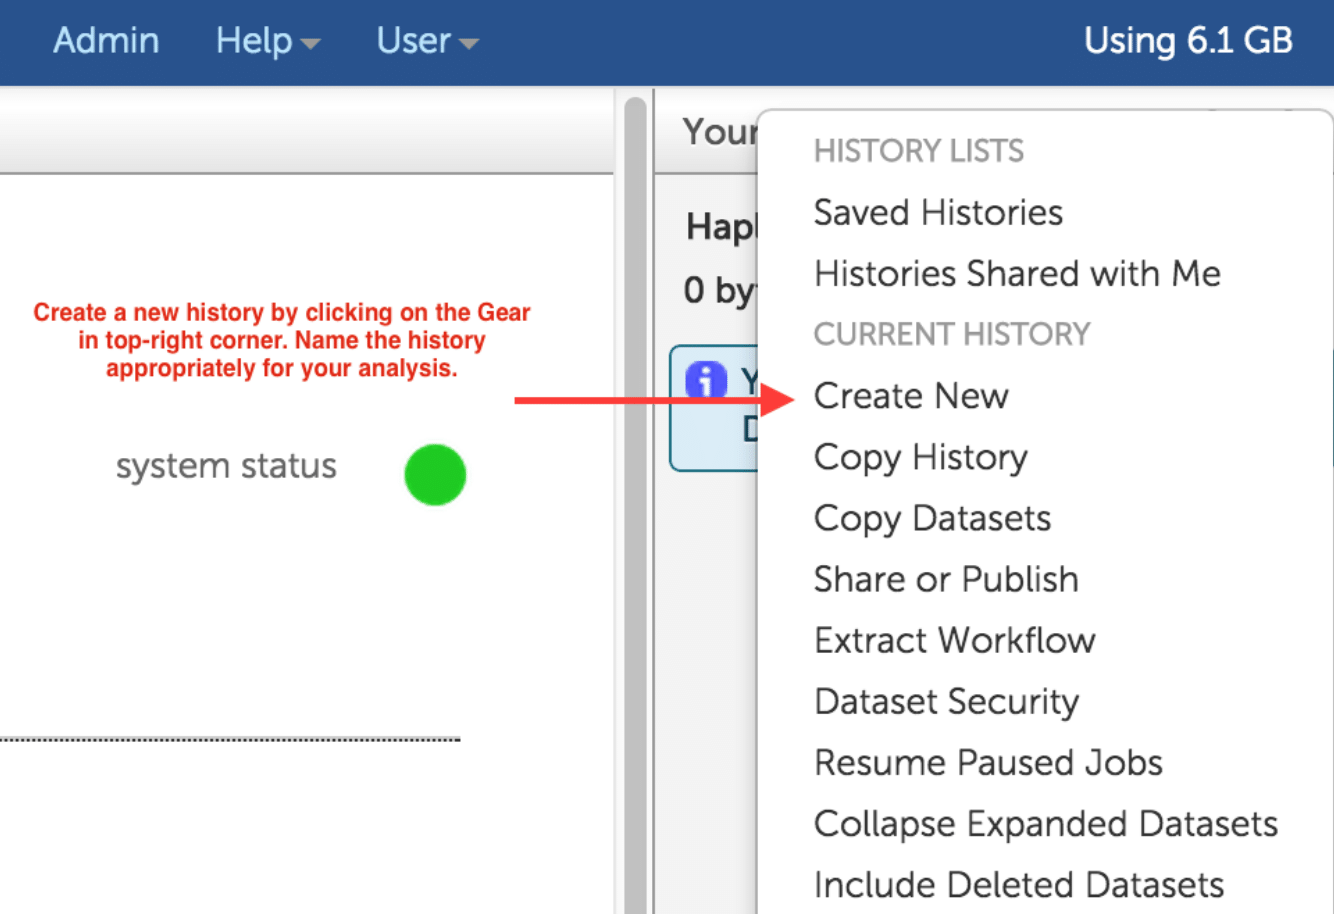 Admin Help User Using 6.1 GB
Create a new history by clicking on the Gear
in top-right corner. Name the history
appropriately for your analysis.
system status
0
HISTORY LISTS
Saved Histories
Histories Shared with Me
CURRENT HISTORY
Create New
Copy History
Copy Datasets
Share or Publish
Extract Workflow
Dataset Security
Resume Paused Jobs
Collapse Expanded Datasets
Include Deleted Datasets